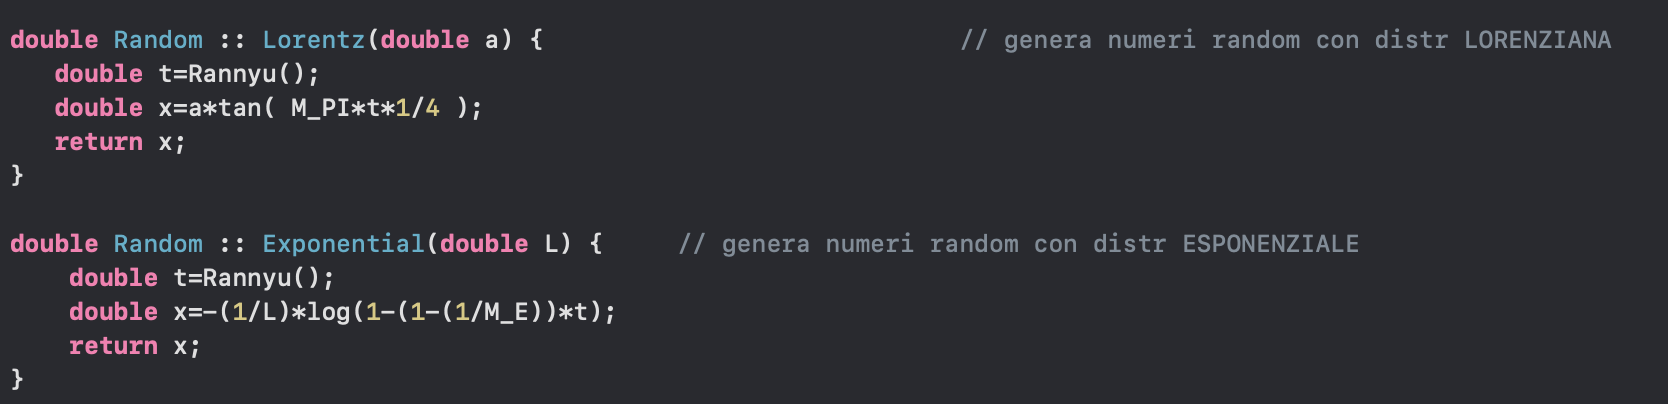 double Random :: Lorentz(double a) {                            // genera numeri random con distr LORENZIANA
   double t=Rannyu();
   double x=a*tan( M_PI*t*1/4 );
   return x;
}

double Random :: Exponential(double L) {     // genera numeri random con distr ESPONENZIALE
    double t=Rannyu();
    double x=-(1/L)*log(1-(1-(1/M_E))*t);
    return x;
}